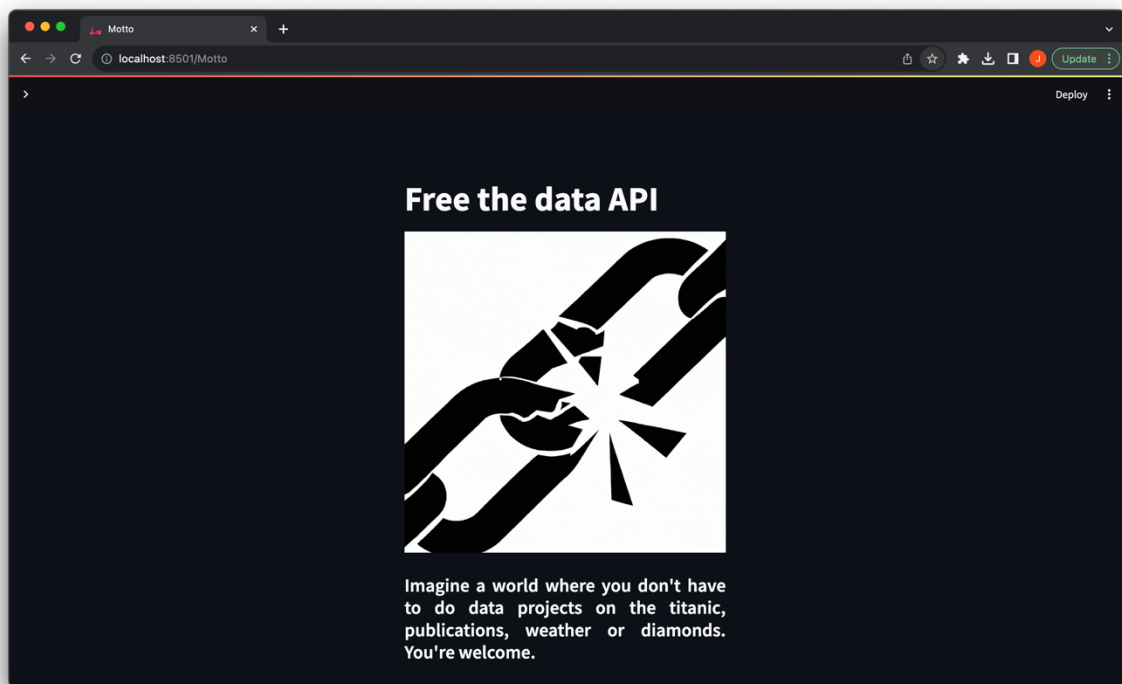 Motto
localhost:8501/Motto
J
Update
Deploy
Free the data API
Imagine a world where you don't have
to do data projects on the titanic,
publications, weather or diamonds.
You're welcome.